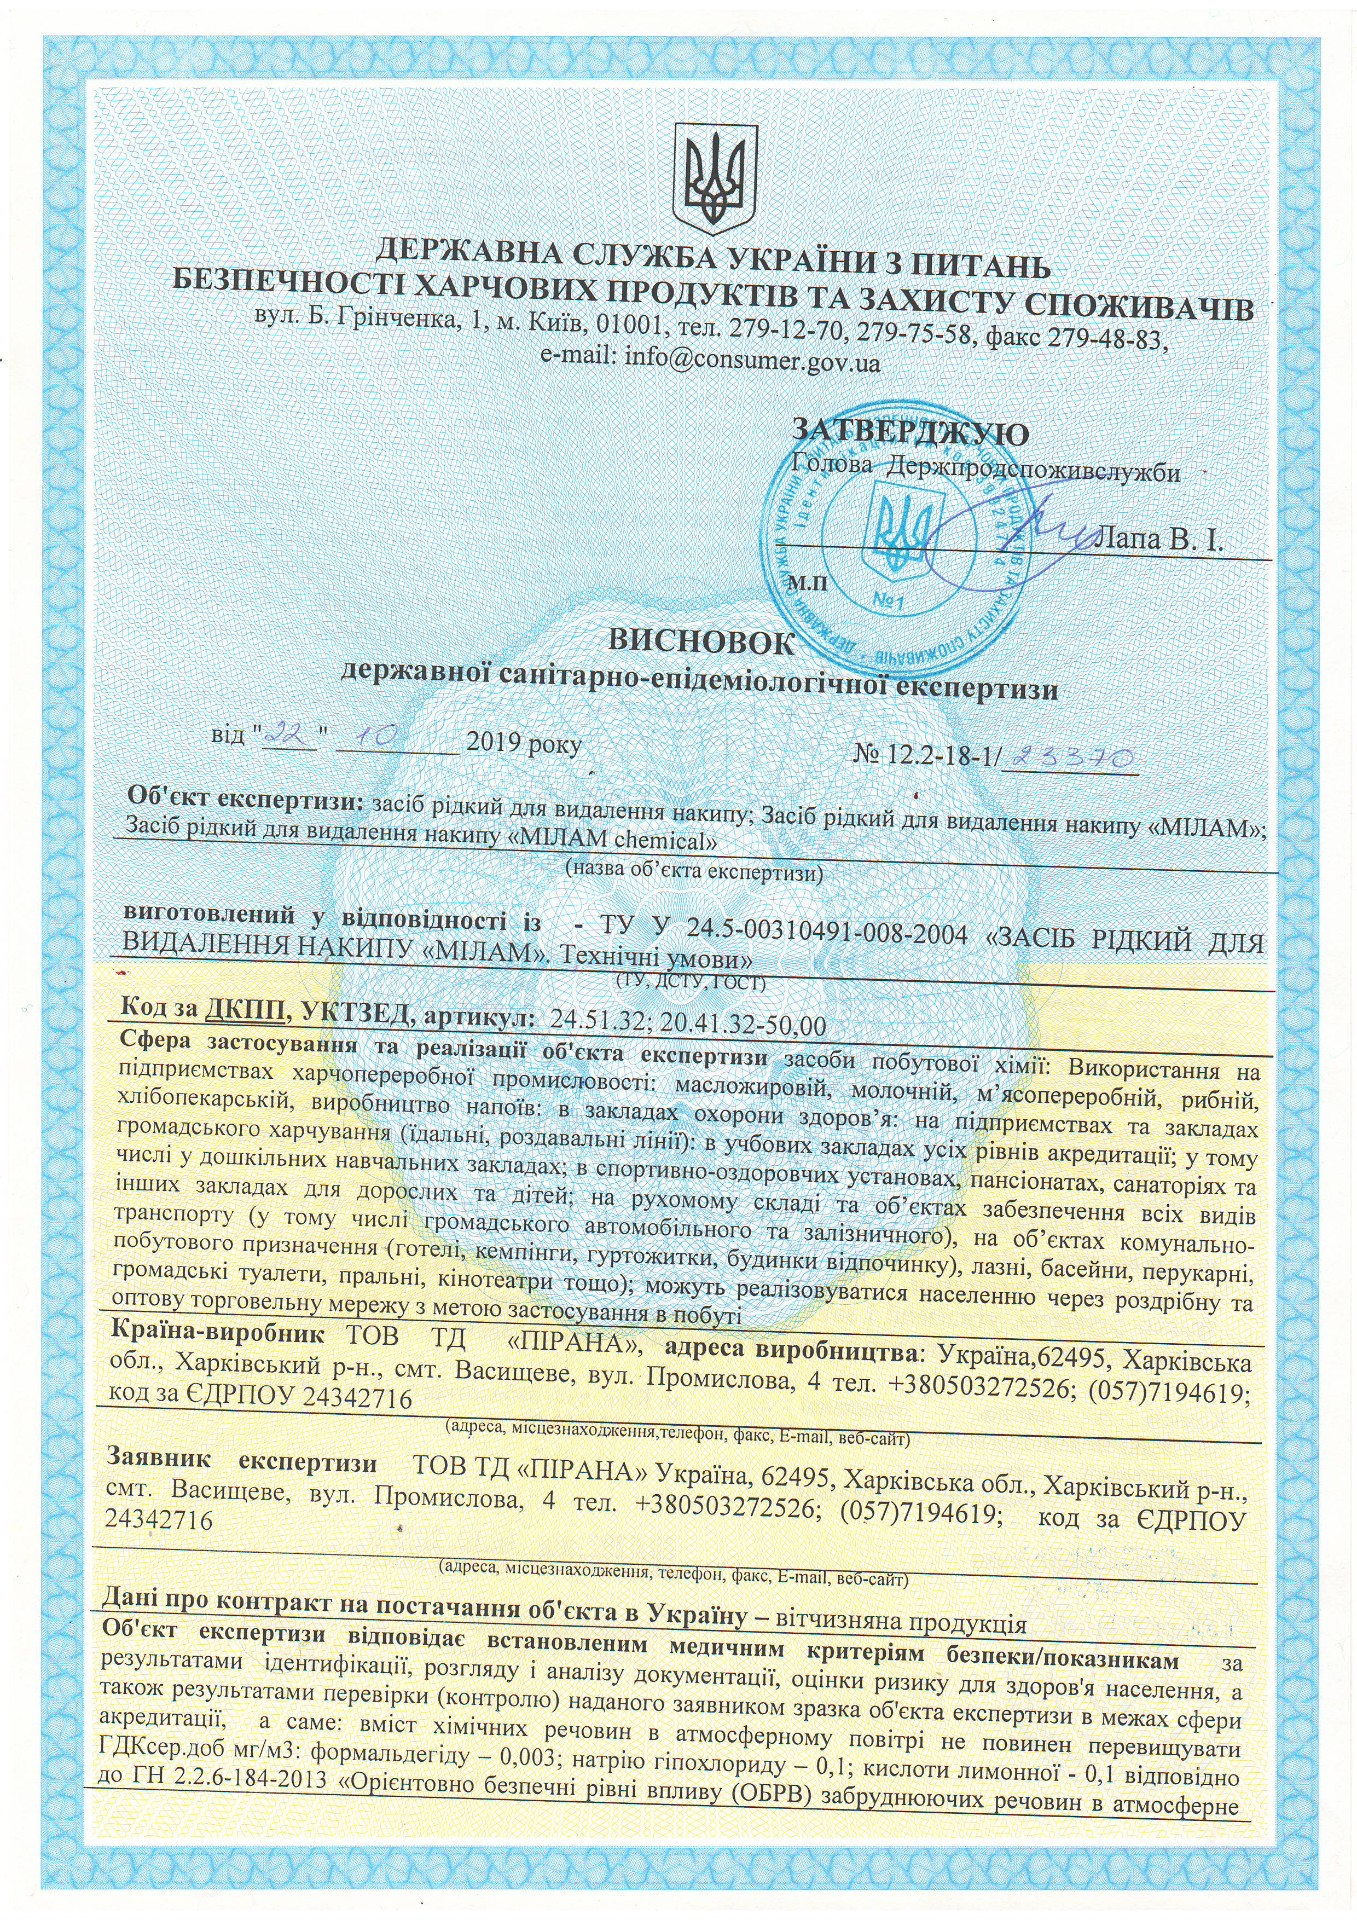 ДЕРЖАВНА СЛУЖБА УКРАЇНИ З ПИТАНЬ
БЕЗПЕЧНОСТІ ХАРЧОВИХ ПРОДУКТІВ ТА ЗАХИСТУ СПОЖИВАЧІВ
вул. Б. Грінченка, 1, м. Київ, 01001, тел. 279-12-70, 279-75-58, факс 279-48-83,
e-mail: info@consumer.gov.ua
ЗАТВЕРДЖУЮ
Голова Держпродспоживслужби
Лапа В. І.
М.П
№1
ВИСНОВОК
державної санітарно-епідеміологічної експертизи
від "22" 10 2019 року
№ 12.2-18-1/23370
Об'єкт експертизи: засіб рідкий для видалення накипу; Засіб рідкий для видалення накипу «МІЛАМ»;
Засіб рідкий для видалення накипу «МІЛАМ chemical»
(назва об’єкта експертизи)
виготовлений у відповідності із - ТУ У 24.5-00310491-008-2004 «ЗАСІБ РІДКИЙ ДЛЯ
ВИДАЛЕННЯ НАКИПУ «МІЛАМ». Технічні умови»
(ТУ, ДСТУ, ГОСТ)
Код за ДКПП, УКТЗЕД, артикул: 24.51.32; 20.41.32-50,00
Сфера застосування та реалізації об'єкта експертизи засоби побутової хімії: Використання на
підприємствах харчопереробної промисловості: масложировій, молочній, м’ясопереробній, рибній,
хлібопекарській, виробництво напоїв: в закладах охорони здоров’я: на підприємствах та закладах
громадського харчування (їдальні, роздавальні лінії): в учбових закладах усіх рівнів акредитації; у тому
числі у дошкільних навчальних закладах; в спортивно-оздоровчих установах, пансіонатах, санаторіях та
інших закладах для дорослих та дітей; на рухомому складі та об’єктах забезпечення всіх видів
транспорту (у тому числі громадського автомобільного та залізничного), на об’єктах комунально-
побутового призначення (готелі, кемпінги, гуртожитки, будинки відпочинку), лазні, басейни, перукарні,
громадські туалети, пральні, кінотеатри тощо); можуть реалізовуватися населенню через роздрібну та
оптову торговельну мережу з метою застосування в побуті
Країна-виробник ТОВ ТД «ПІРАНА», адреса виробництва: Україна,62495, Харківська
обл., Харківський р-н., смт. Васищеве, вул. Промислова, 4 тел. +380503272526; (057)7194619;
код за ЄДРПОУ 24342716
(адреса, місцезнаходження,телефон, факс, E-mail, веб-сайт)
Заявник експертизи ТОВ ТД «ПІРАНА» Україна, 62495, Харківська обл., Харківський р-н.,
смт. Васищеве, вул. Промислова, 4 тел. +380503272526; (057)7194619; код за ЄДРПОУ
24342716
(адреса, місцезнаходження, телефон, факс, E-mail, веб-сайт)
Дані про контракт на постачання об'єкта в Україну – вітчизняна продукція
Об'єкт експертизи відповідає встановленим медичним критеріям безпеки/показникам за
результатами ідентифікації, розгляду і аналізу документації, оцінки ризику для здоров'я населення, а
також результатами перевірки (контролю) наданого заявником зразка об'єкта експертизи в межах сфери
акредитації, а саме: вміст хімічних речовин в атмосферному повітрі не повинен перевищувати
ГДКсер.доб мг/м3: формальдегіду – 0,003; натрію гіпохлориду – 0,1; кислоти лимонної - 0,1 відповідно
до ГН 2.2.6-184-2013 «Орієнтовно безпечні рівні впливу (ОБРВ) забруднюючих речовин в атмосферне